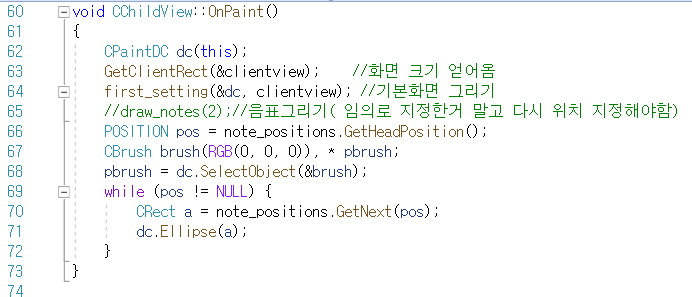 60 void CChildView::OnPaint()
61 {
62 CPaintDC dc(this);
63 GetClientRect(&clientview); //화면 크기 얻어옴
64 first_setting(&dc, clientview); //기본화면 그리기
65 //draw_notes(2);//음표그리기( 임의로 지정한거 말고 다시 위치 지정해야함)
66 POSITION pos = note_positions.GetHeadPosition();
67 CBrush brush(RGB(0, 0, 0)), * pbrush;
68 pbrush = dc.SelectObject(&brush);
69 while (pos != NULL) {
70 CRect a = note_positions.GetNext(pos);
71 dc.Ellipse(a);
72 }
73 }
74